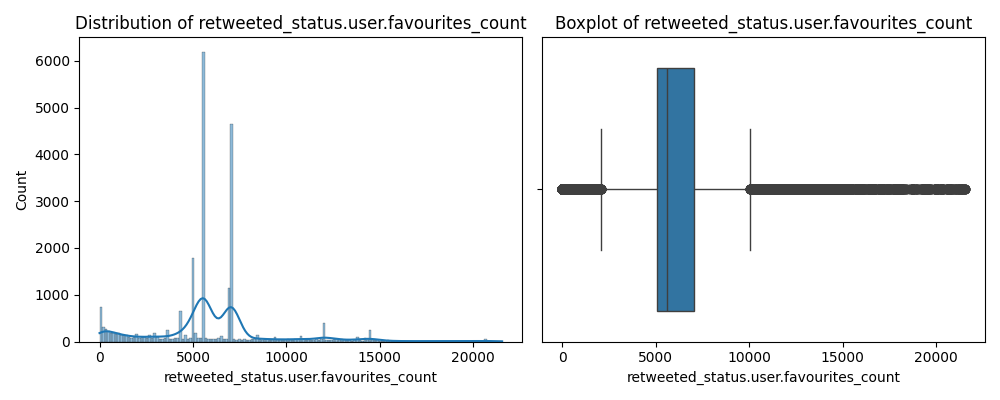 Distribution of retweeted_status.user.favourites_count
6000
5000
4000
3000
2000
1000
0
Count
0 5000 10000 15000 20000
retweeted_status.user.favourites_count
Boxplot of retweeted_status.user.favourites_count
0 5000 10000 15000 20000
retweeted_status.user.favourites_count